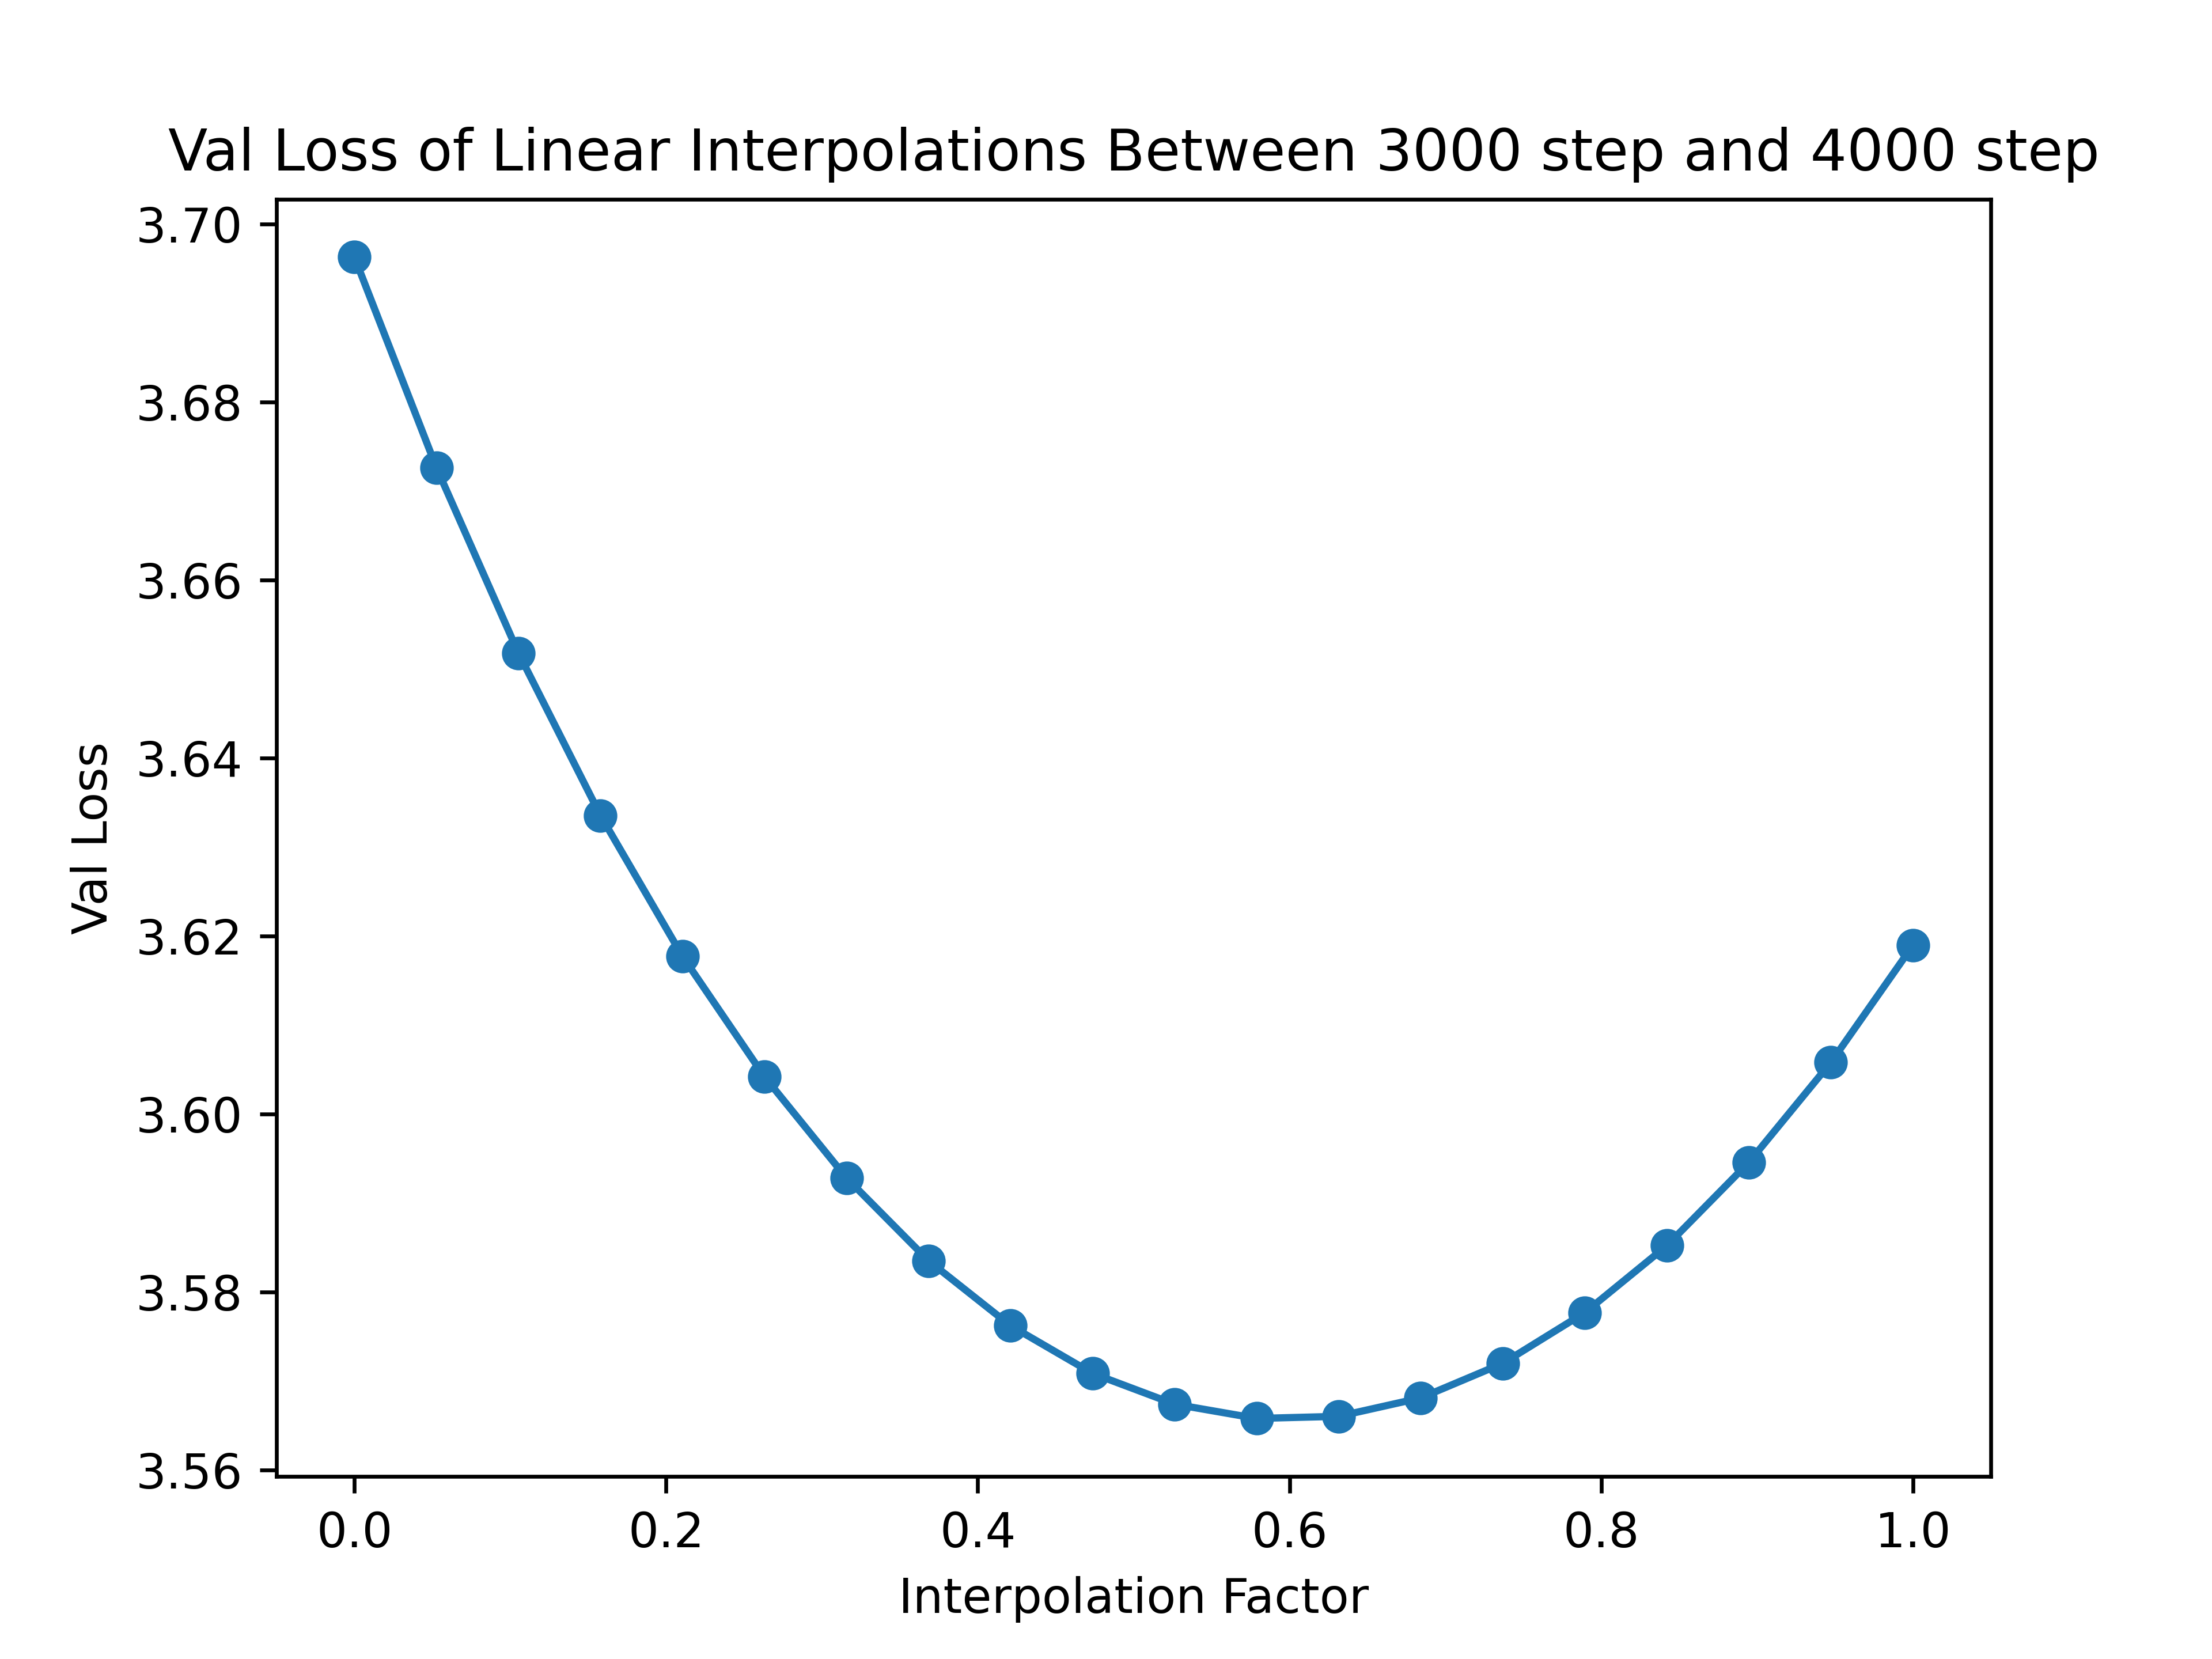 Val Loss of Linear Interpolations Between 3000 step and 4000 step
3.70
3.68
3.66
3.64
3.62
3.60
3.58
3.56
Val Loss
0.0 0.2 0.4 0.6 0.8 1.0
Interpolation Factor